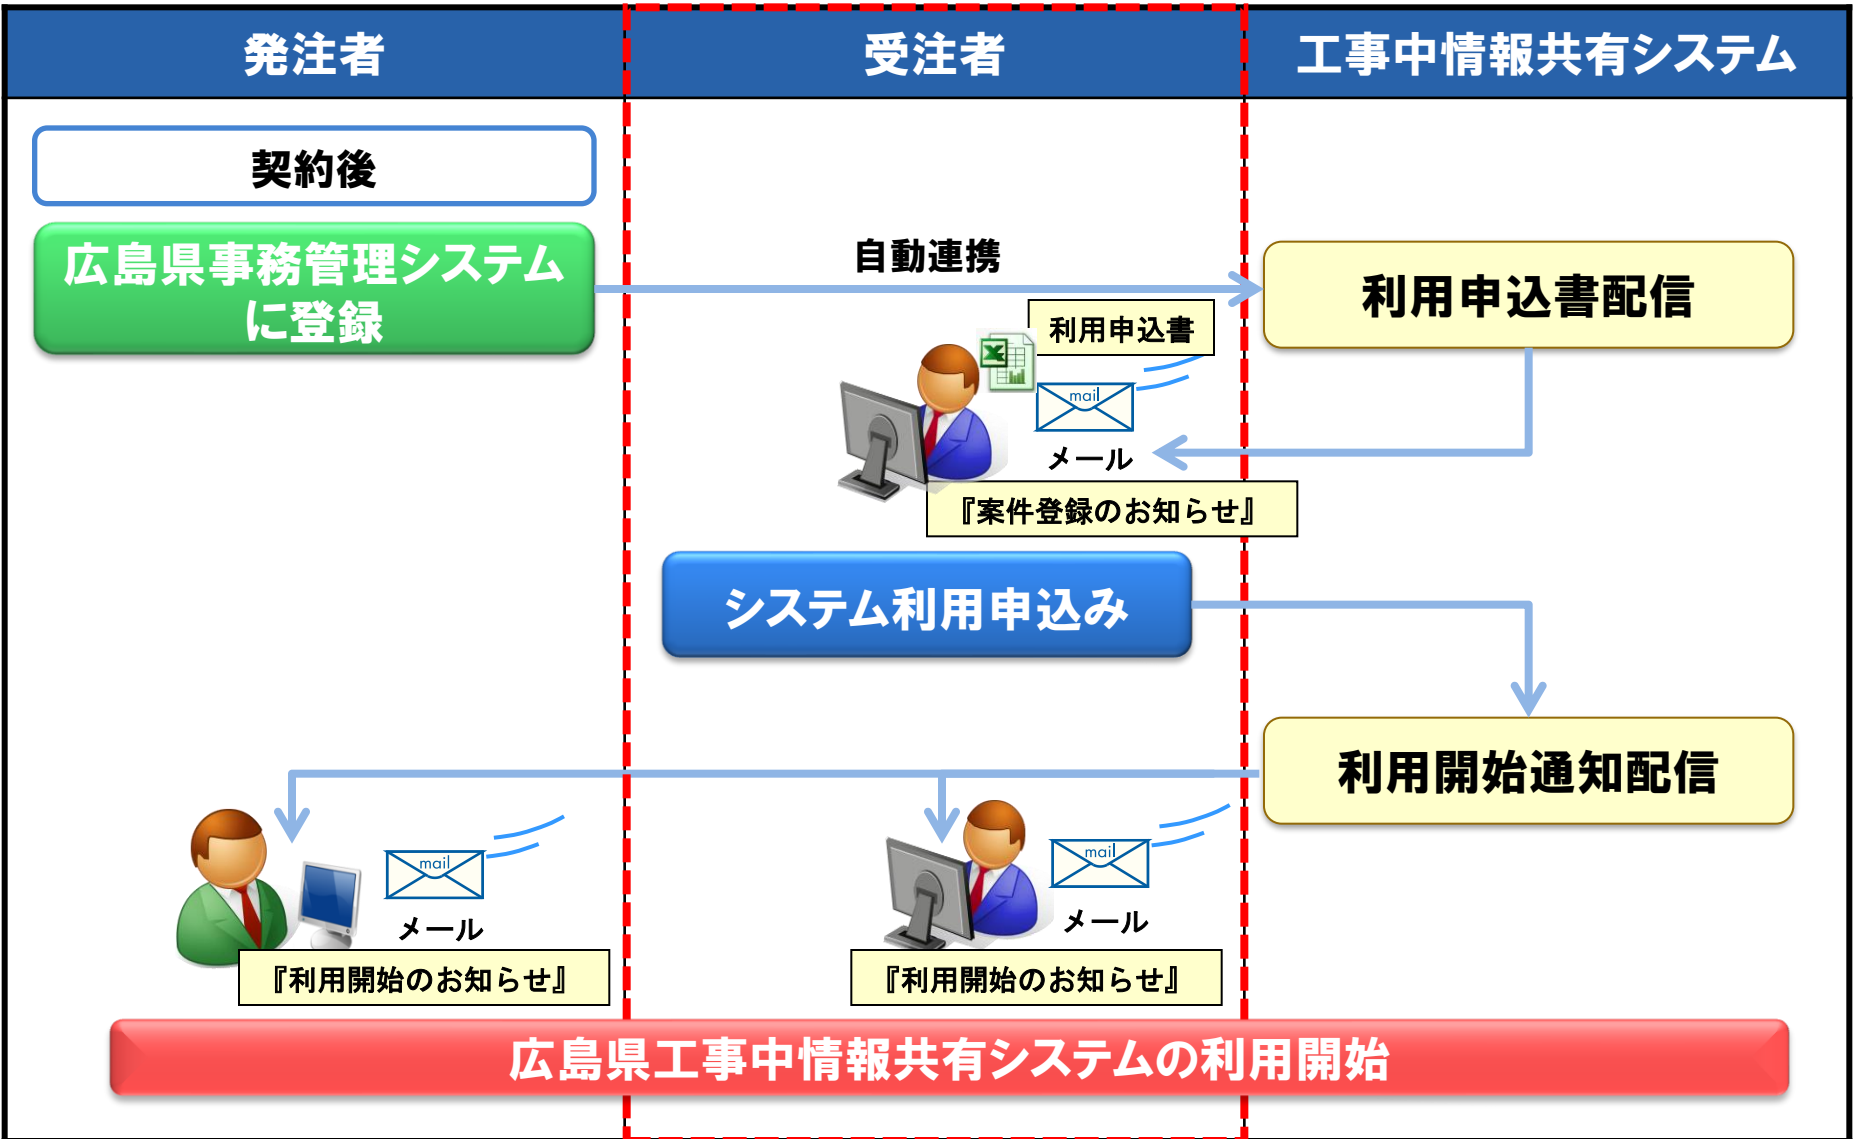 発注者
受注者
工事中情報共有システム
契約後
広島県事務管理システム
に登録
自動連携
利用申込書配信
利用申込書
mail
メール
『案件登録のお知らせ』
システム利用申込み
利用開始通知配信
mail
メール
『利用開始のお知らせ』
mail
メール
『利用開始のお知らせ』
広島県工事中情報共有システムの利用開始